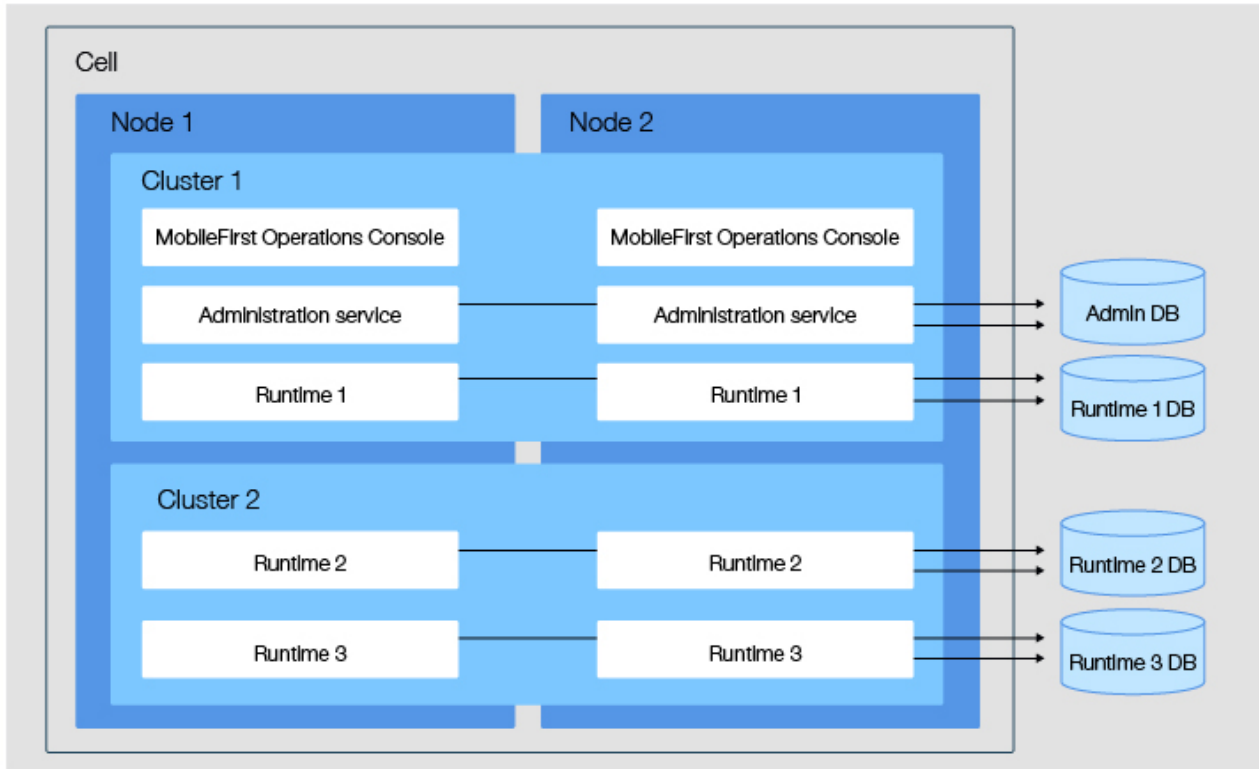 Cell
Node 1
Node 2
Cluster 1
MobileFirst Operations Console
MobileFirst Operations Console
Administration service
Administration service
Admin DB
Runtime 1
Runtime 1
Runtime 1 DB
Cluster 2
Runtime 2
Runtime 2
Runtime 2 DB
Runtime 3
Runtime 3
Runtime 3 DB